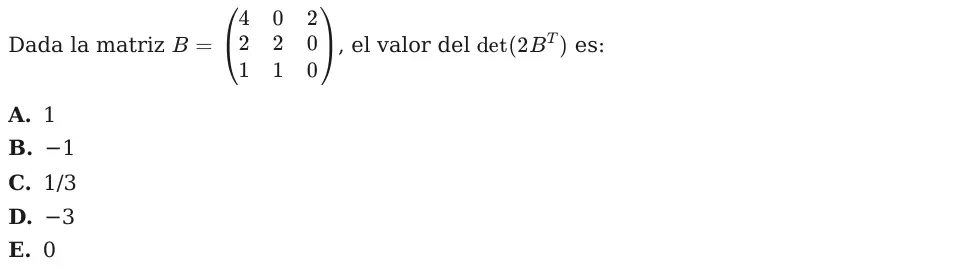 Dada la matriz B = (4 0 2
2 2 0
1 1 0), el valor del det(2Bᵀ) es:
A. 1
B. −1
C. 1/3
D. −3
E. 0